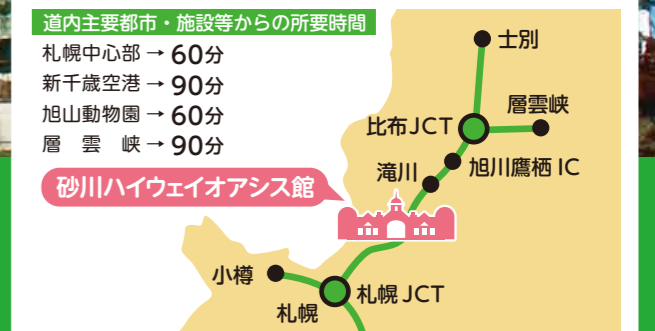 道内主要都市・施設等からの所要時間
札幌中心部 → 60分
新千歳空港 → 90分
旭山動物園 → 60分
層雲峡 → 90分
砂川ハイウェイオアシス館
士別
層雲峡
比布JCT
旭川鷹栖 IC
滝川
小樽
札幌 JCT
札幌